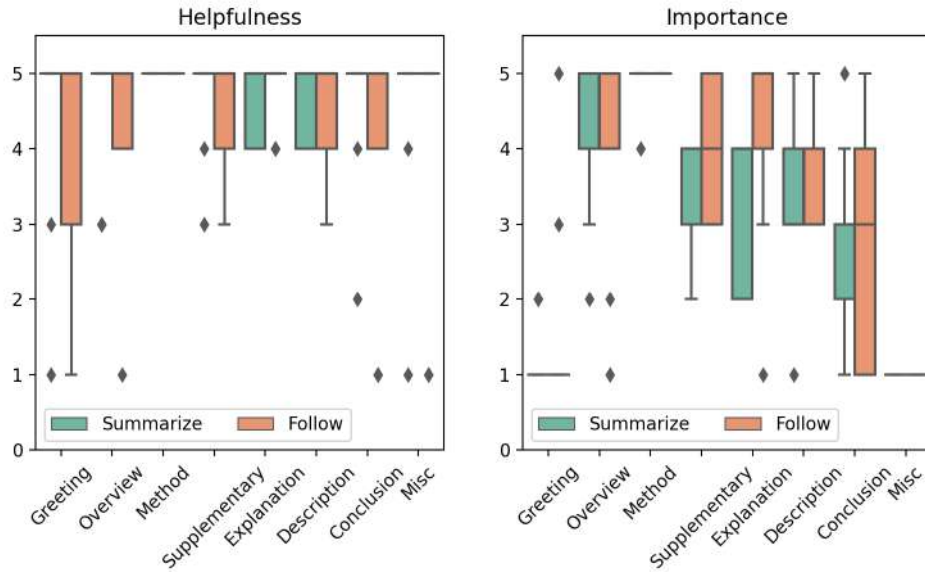 Helpfulness
5
4
3
2
1
0
Summarize
Follow
Greeting
Overview
Method
Supplementary
Explanation
Description
Conclusion
Misc
Importance
5
4
3
2
1
0
Summarize
Follow
Greeting
Overview
Method
Supplementary
Explanation
Description
Conclusion
Misc